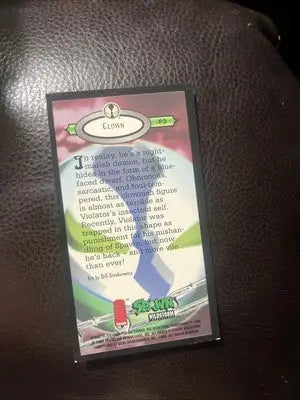 CLOWN
P3
In reality, he's a night-
marish demon, but he
hides in the form of a blue-
faced dwarf. Obnoxious,
sarcastic, and foul-tem-
pered, this clownish figure
is almost as terrible as
Violator's insectoid self.
Recently, Violator was
trapped in this shape as
punishment for his mishan-
dling of Spawn, but now
he's back – and more vile
than ever!
Art by Bill Sienkiewicz
SPAWN
WILDSTORM